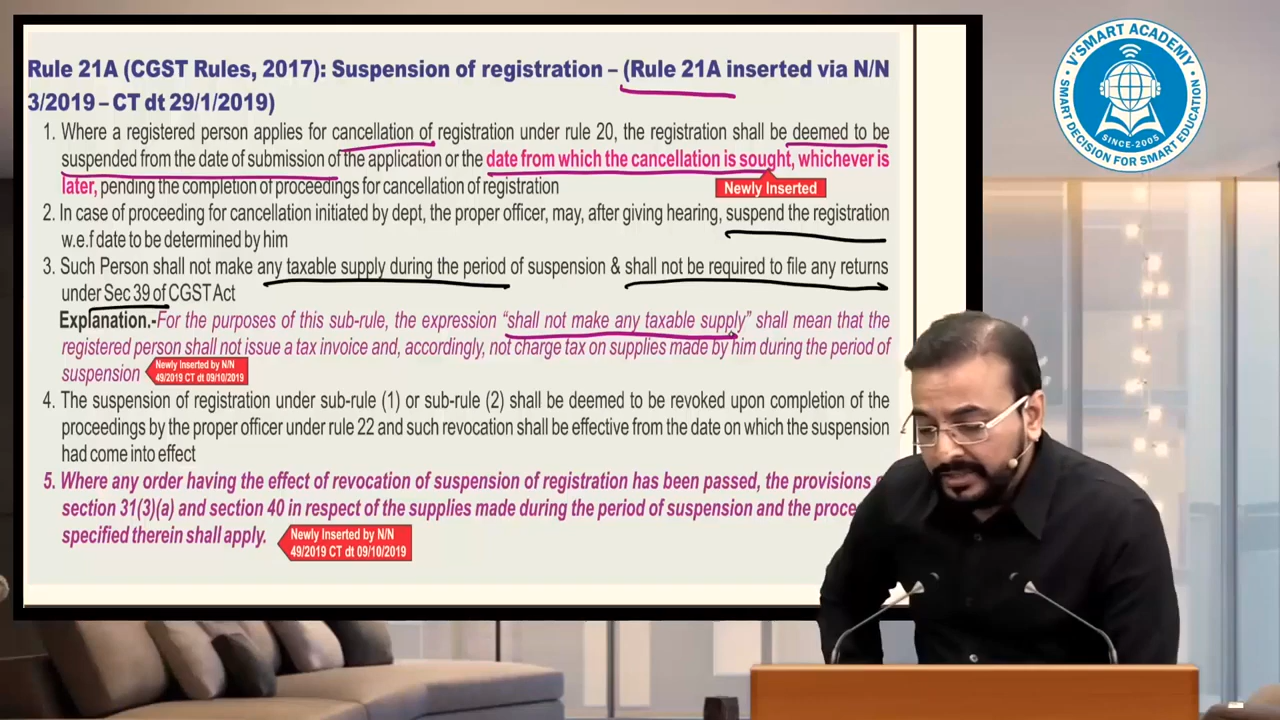 Rule 21A (CGST Rules, 2017): Suspension of registration – (Rule 21A inserted via N/N
3/2019 – CT dt 29/1/2019)
1. Where a registered person applies for cancellation of registration under rule 20, the registration shall be deemed to be
suspended from the date of submission of the application or the date from which the cancellation is sought, whichever is
later, pending the completion of proceedings for cancellation of registration
Newly Inserted
2. In case of proceeding for cancellation initiated by dept, the proper officer, may, after giving hearing, suspend the registration
w.e.f date to be determined by him
3. Such Person shall not make any taxable supply during the period of suspension & shall not be required to file any returns
under Sec 39 of CGST Act
Explanation.-For the purposes of this sub-rule, the expression “shall not make any taxable supply” shall mean that the
registered person shall not issue a tax invoice and, accordingly, not charge tax on supplies made by him during the period of
suspension
Newly Inserted by N/N
49/2019 CT dt 09/10/2019
4. The suspension of registration under sub-rule (1) or sub-rule (2) shall be deemed to be revoked upon completion of the
proceedings by the proper officer under rule 22 and such revocation shall be effective from the date on which the suspension
had come into effect
5. Where any order having the effect of revocation of suspension of registration has been passed, the provisions
section 31(3)(a) and section 40 in respect of the supplies made during the period of suspension and the proce
specified therein shall apply.
Newly Inserted by N/N
49/2019 CT dt 09/10/2019
V'SMART ACADEMY
SMART DECISION FOR SMART EDUCATION
SINCE-2005